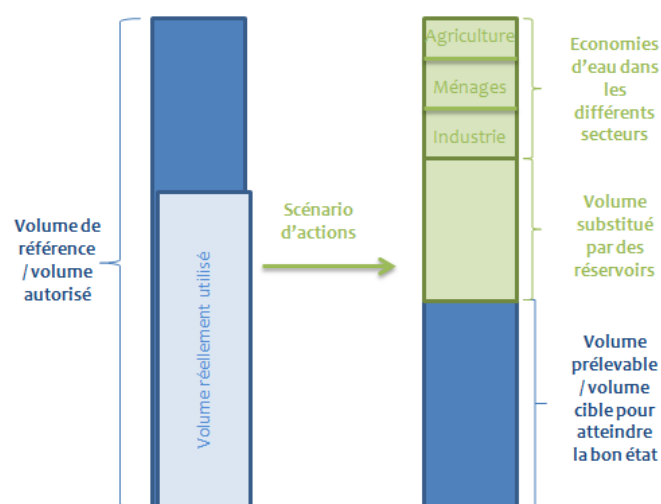 Volume de
référence
/ volume
autorisé
Volume réellement utilisé
Scénario
d'actions
Agriculture
Ménages
Industrie
Economies
d'eau dans
les
différents
secteurs
Volume
substitué
par des
réservoirs
Volume
prélevable
/ volume
cible pour
atteindre
la bon état